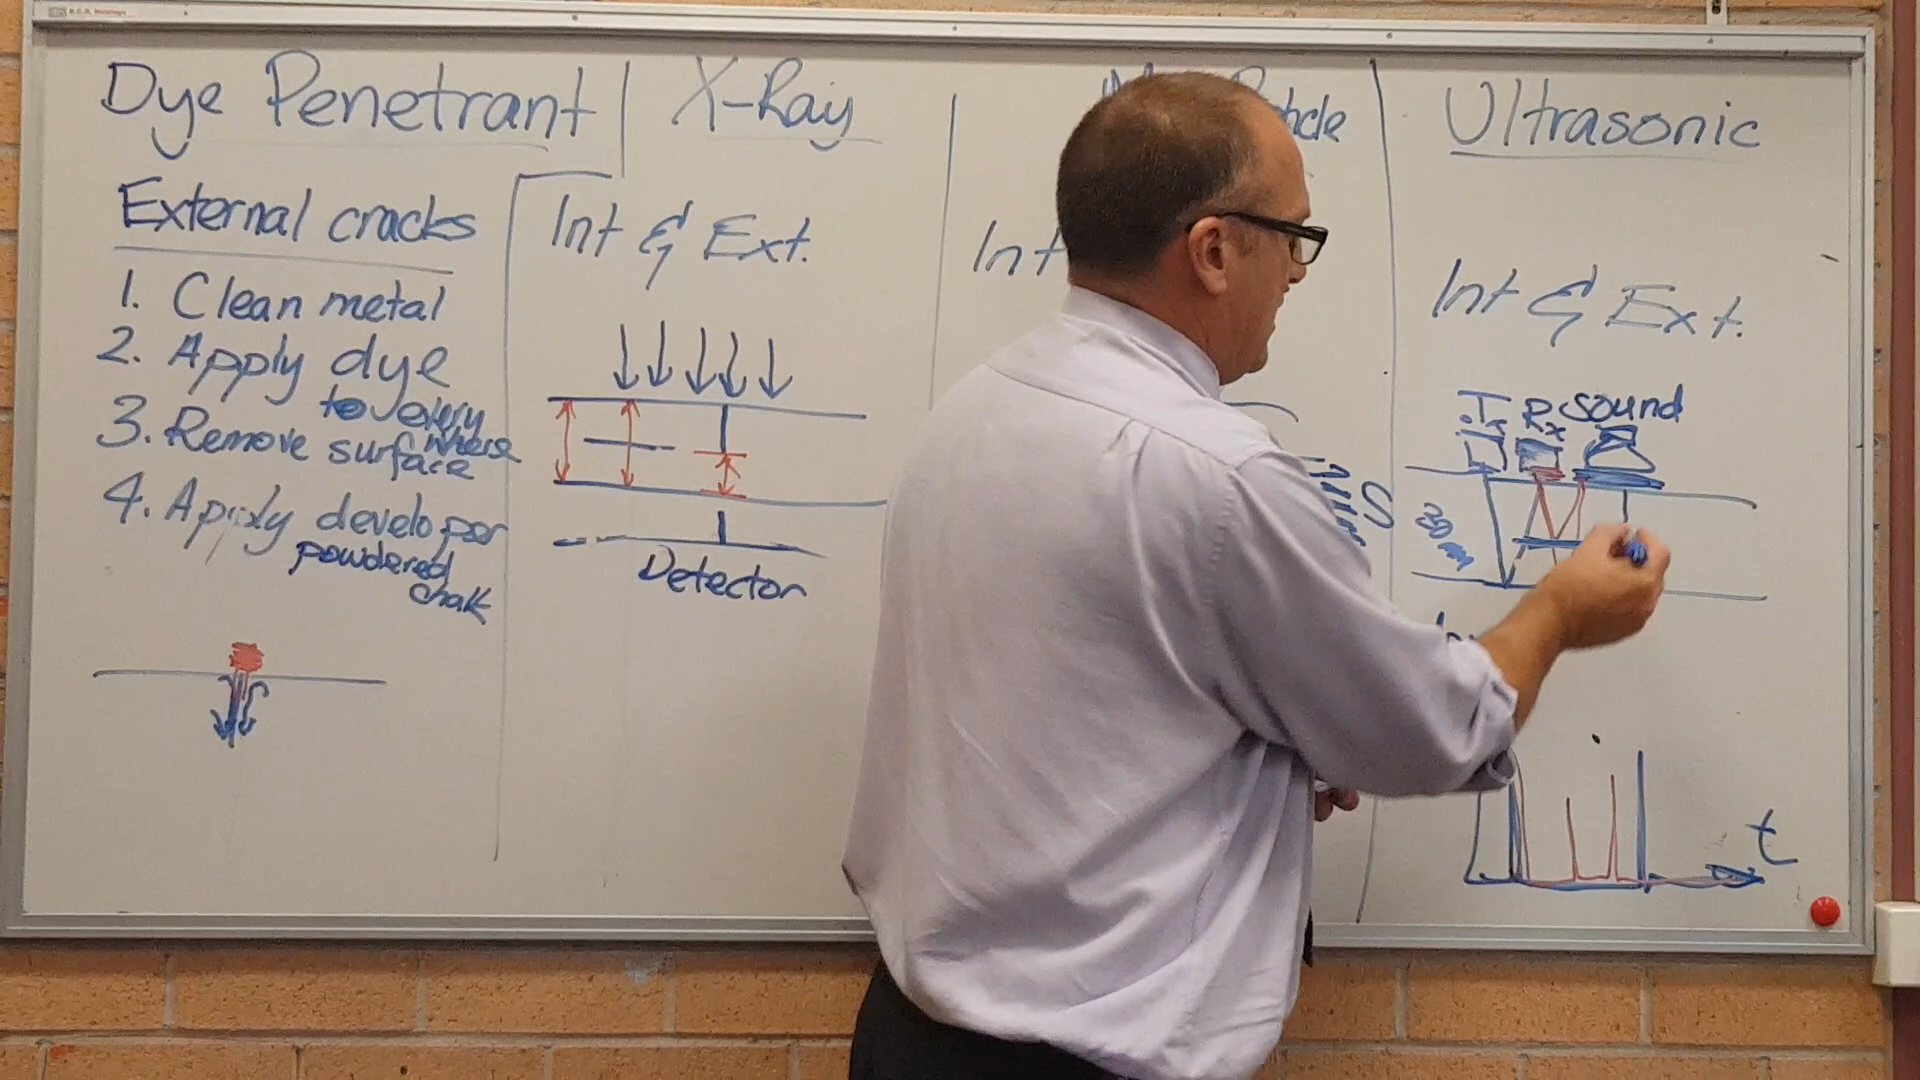 Dye Penetrant
External cracks
1. Clean metal
2. Apply dye
to every
where
3. Remove surface
4. Apply developor
powdered
chalk
X-Ray
Int & Ext.
Detector
Int
S
Ultrasonic
Int & Ext.
Tx Rx sound
t